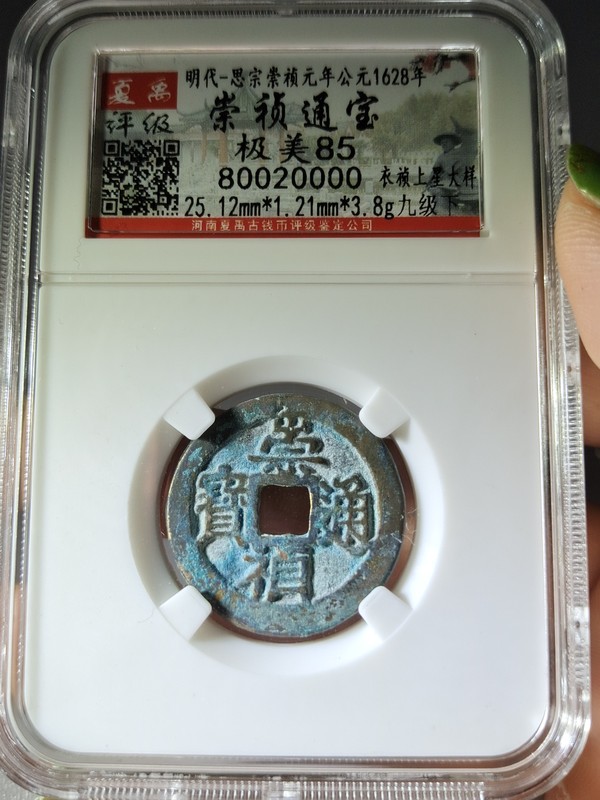 明代-思宗崇祯元年公元1628年
夏禹
评级
崇祯通宝
极美85
80020000 衣祯上星大样
25.12mm*1.21mm*3.8g九级下
河南夏禹古钱币评级鉴定公司
崇禎通寶